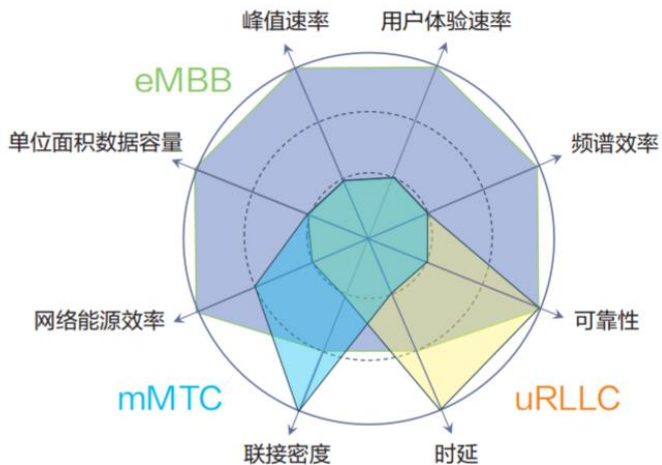 峰值速率
用户体验速率
eMBB
单位面积数据容量
频谱效率
网络能源效率
可靠性
mMTC
uRLLC
联接密度
时延